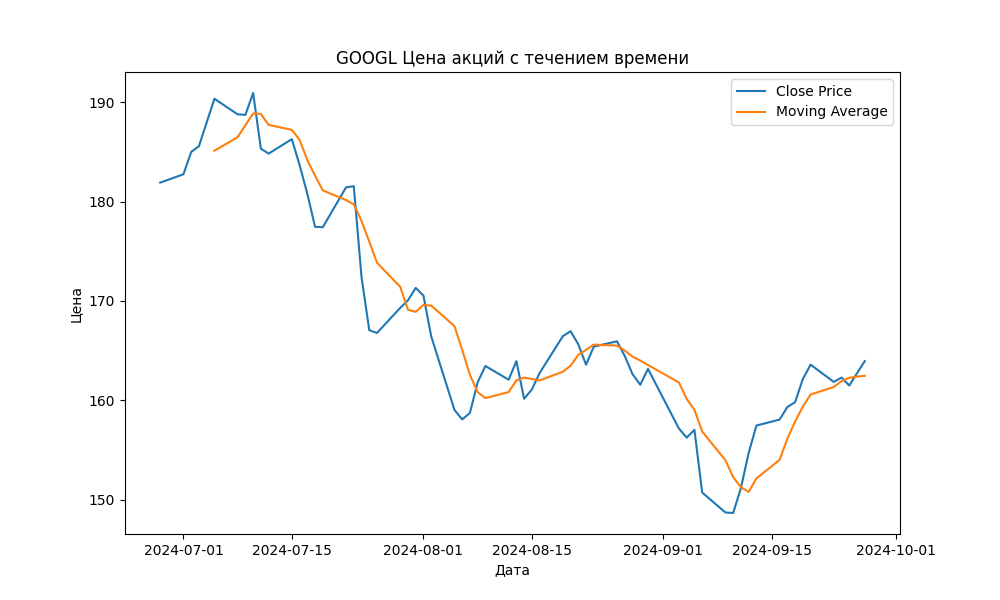 GOOGL Цена акций с течением времени
Close Price
Moving Average
190
180
170
160
150
Цена
2024-07-01
2024-07-15
2024-08-01
2024-08-15
2024-09-01
2024-09-15
2024-10-01
Дата